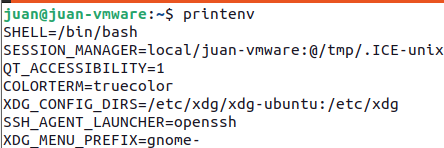 juan@juan-vmware:~$ printenv
SHELL=/bin/bash
SESSION_MANAGER=local/juan-vmware:@/tmp/.ICE-unix
QT_ACCESSIBILITY=1
COLORTERM=truecolor
XDG_CONFIG_DIRS=/etc/xdg/xdg-ubuntu:/etc/xdg
SSH_AGENT_LAUNCHER=openssh
XDG_MENU_PREFIX=gnome-